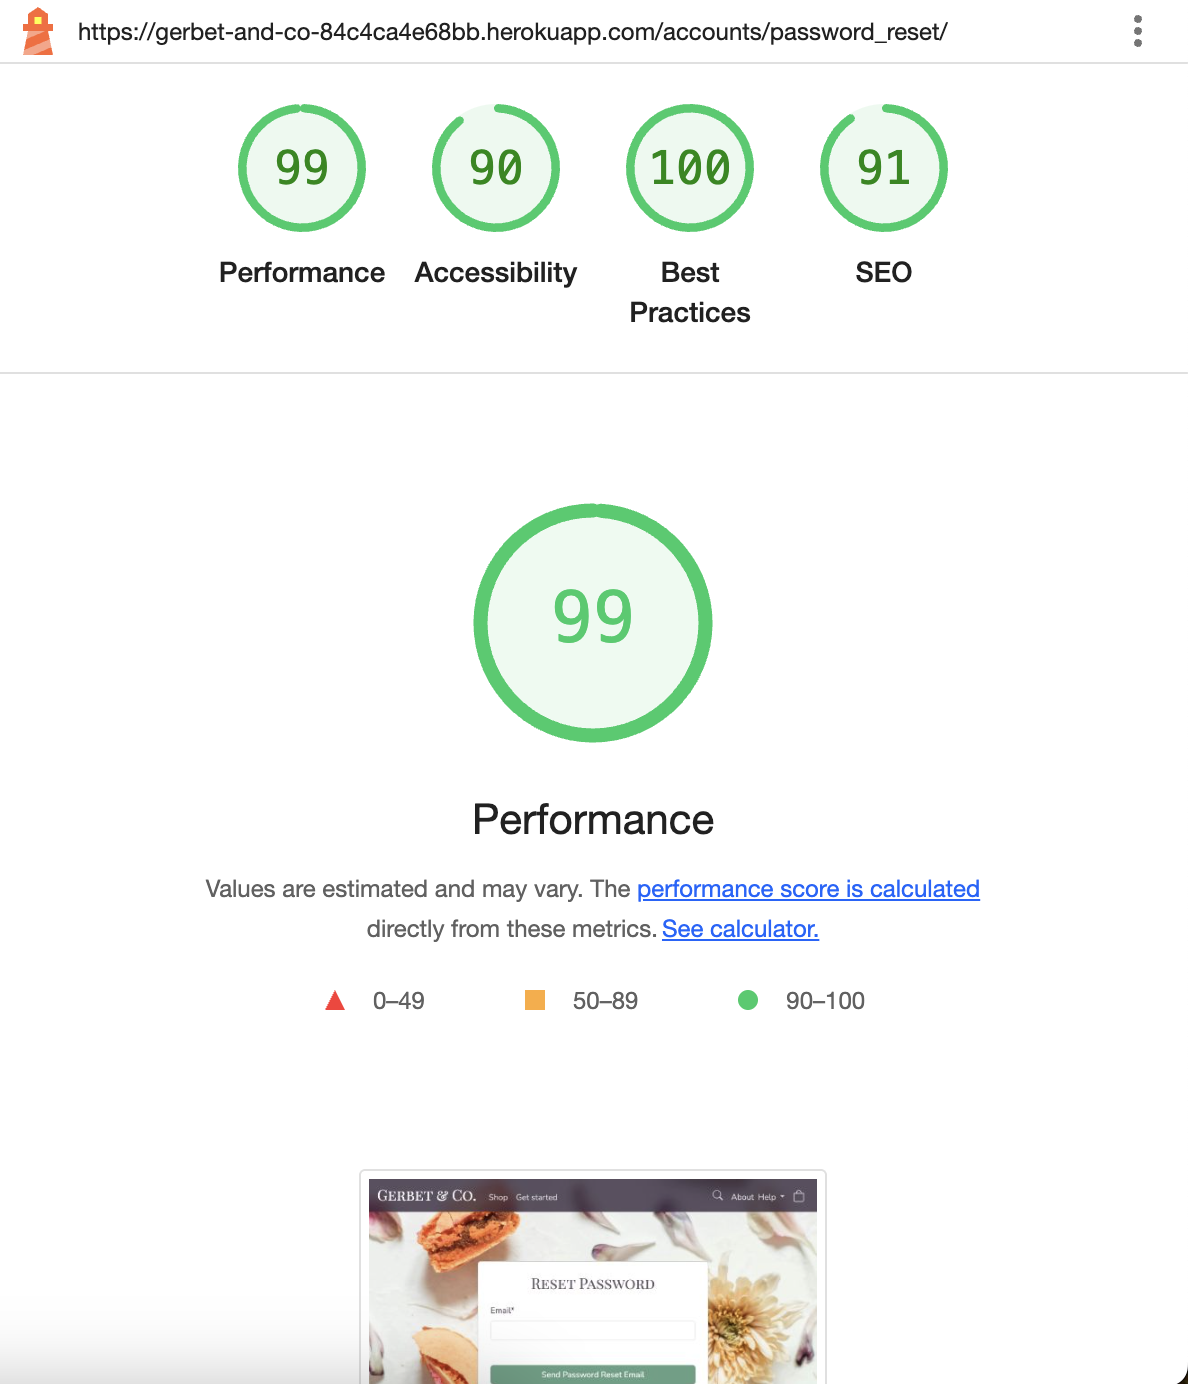 https://gerbet-and-co-84c4ca4e68bb.herokuapp.com/accounts/password_reset/
99 90 100 91
Performance Accessibility Best Practices SEO
99
Performance
Values are estimated and may vary. The performance score is calculated
directly from these metrics. See calculator.
0–49 50–89 90–100
GERBET & CO. Shop Get started About Help
RESET PASSWORD
Email*
Send Password Reset Email